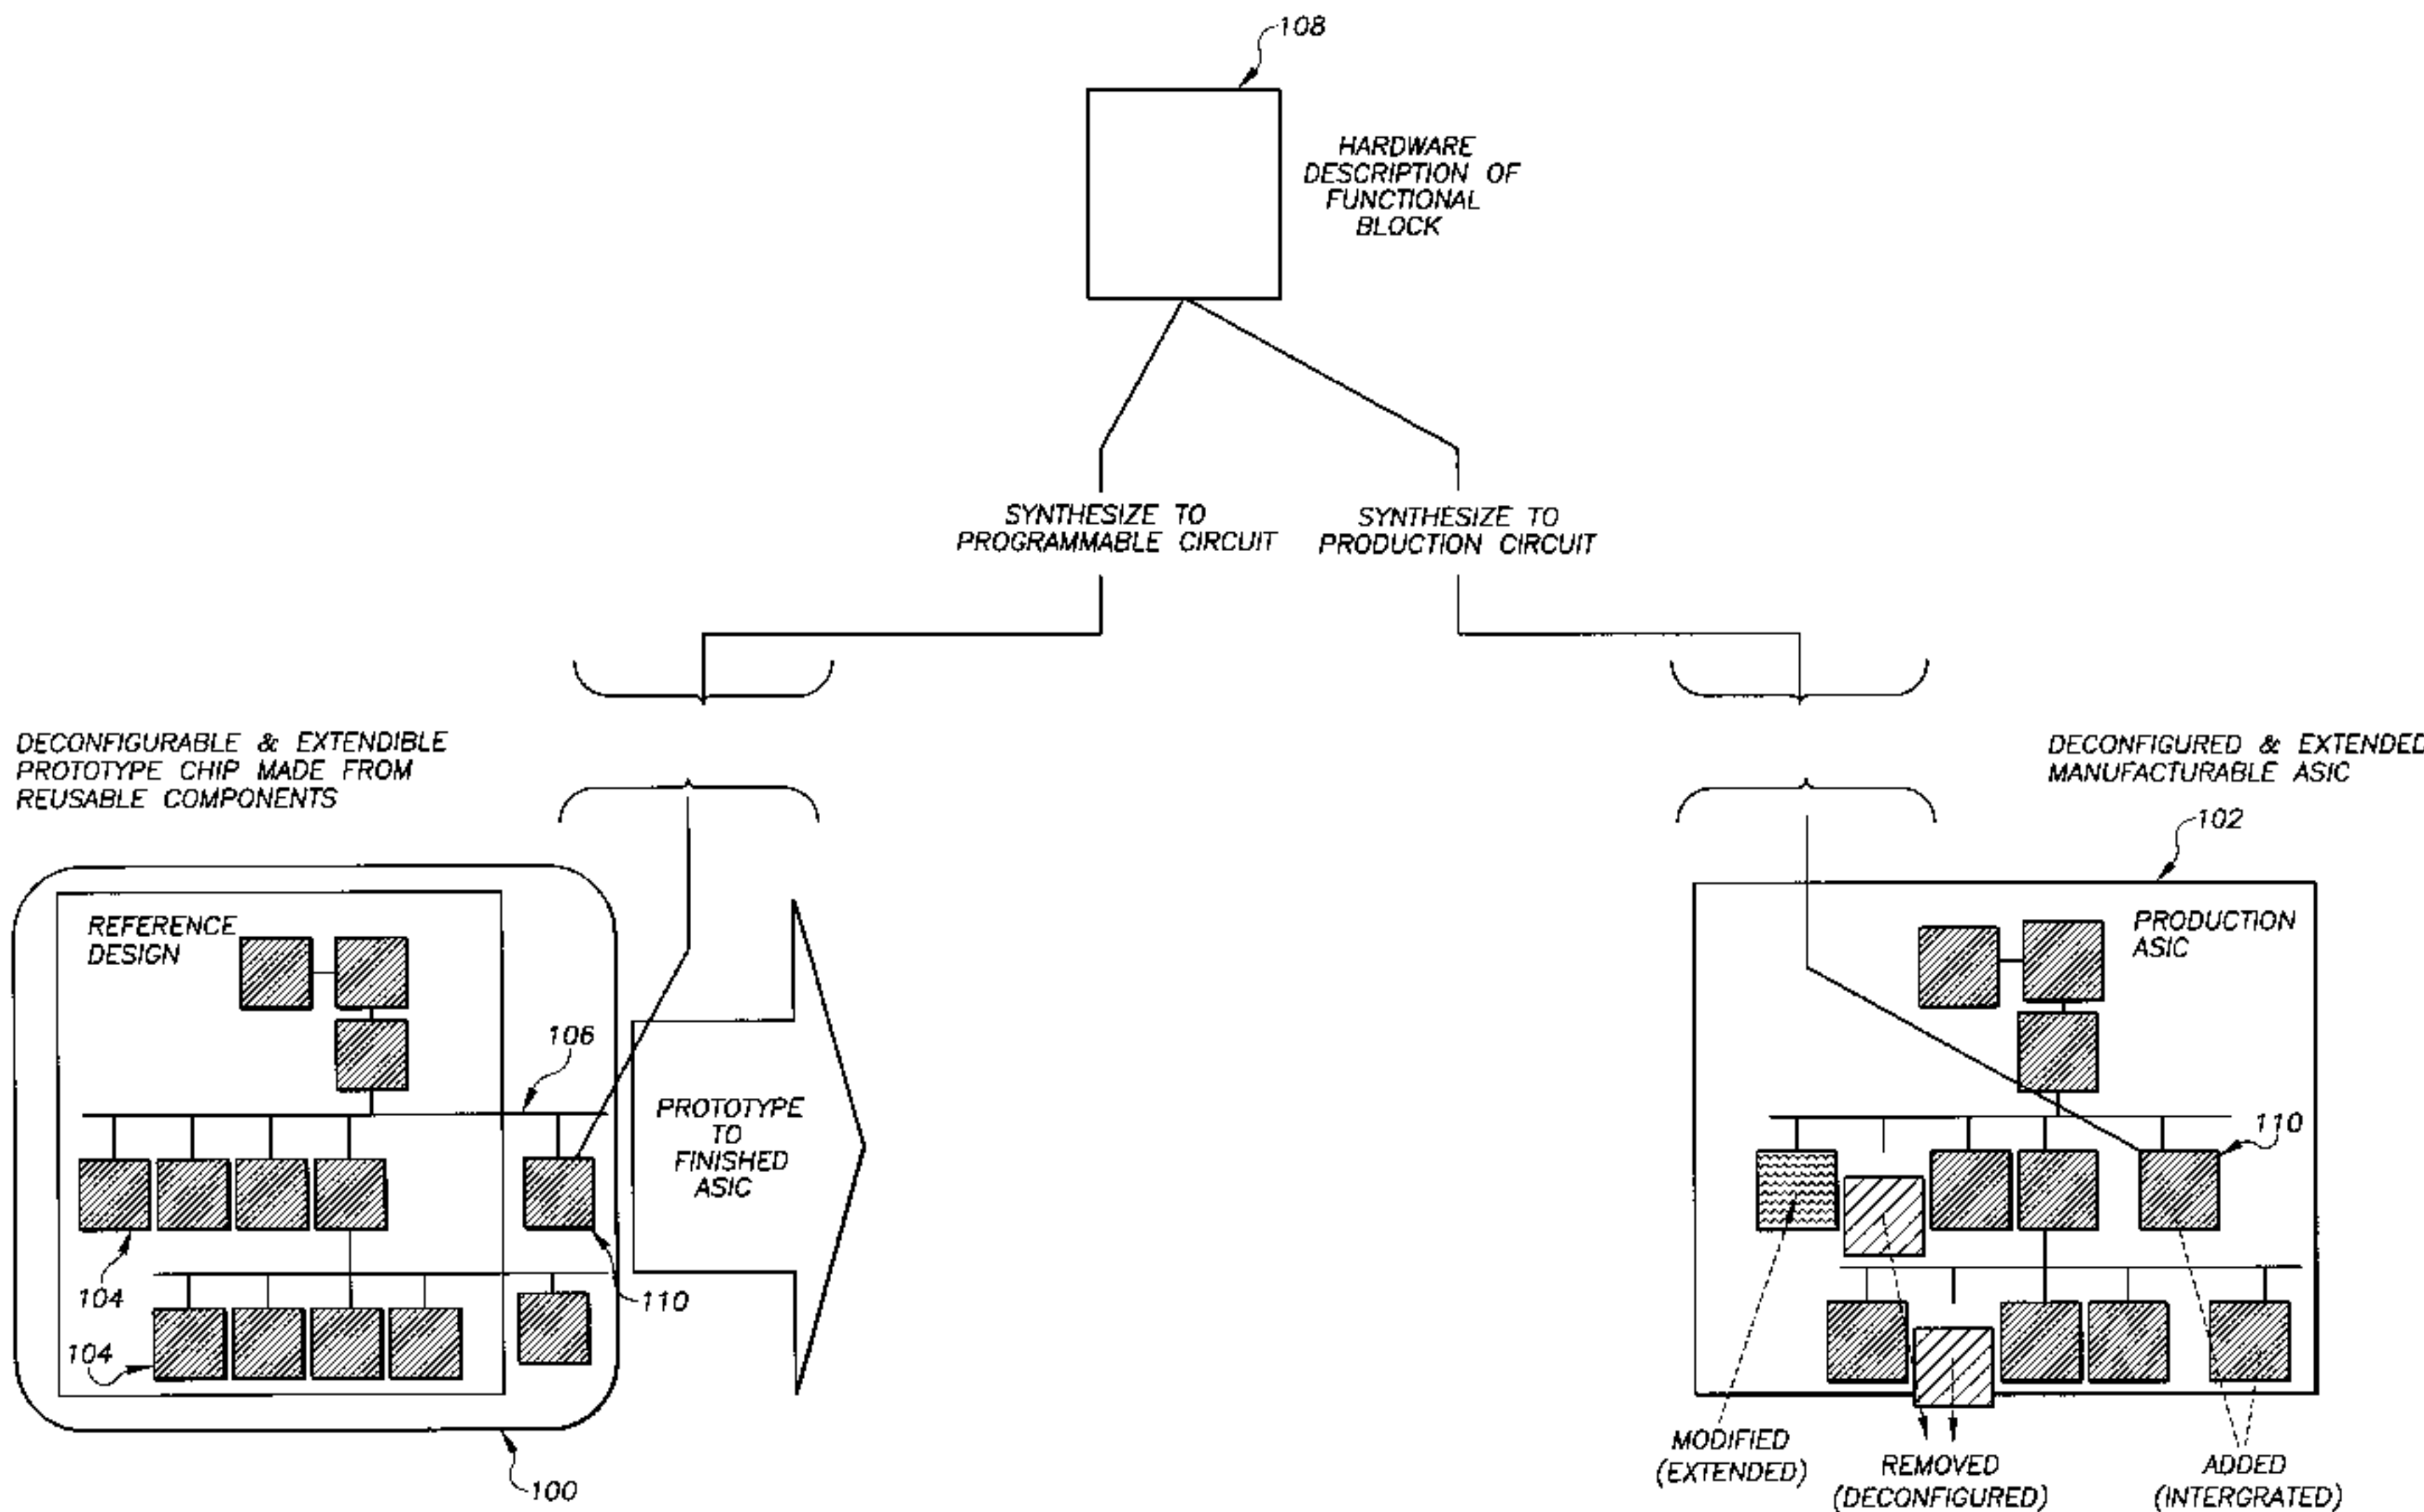 108
HARDWARE
DESCRIPTION OF
FUNCTIONAL
BLOCK
SYNTHESIZE TO
PROGRAMMABLE CIRCUIT
SYNTHESIZE TO
PRODUCTION CIRCUIT
DECONFIGURABLE & EXTENDIBLE
PROTOTYPE CHIP MADE FROM
REUSABLE COMPONENTS
DECONFIGURED & EXTENDED
MANUFACTURABLE ASIC
102
REFERENCE
DESIGN
106
104
104
110
100
PROTOTYPE
TO
FINISHED
ASIC
PRODUCTION
ASIC
110
MODIFIED
(EXTENDED)
REMOVED
(DECONFIGURED)
ADDED
(INTERGRATED)